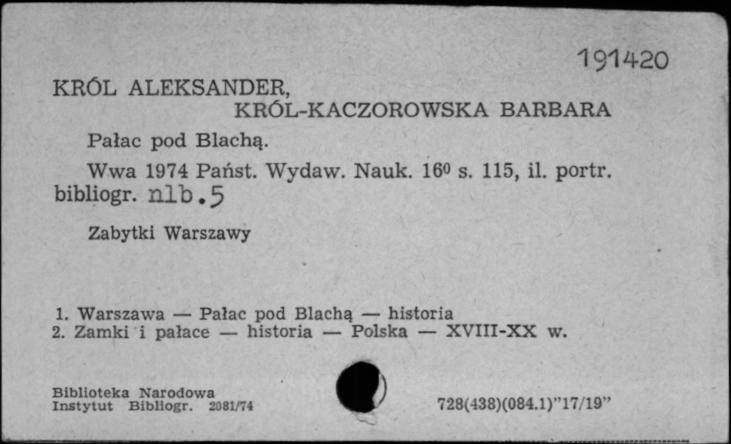 191420
KRÓL ALEKSANDER,
KRÓL-KACZOROWSKA BARBARA
Pałac pod Blachą.
Wwa 1974 Państ. Wydaw. Nauk. 16⁰ s. 115, il. portr.
bibliogr. nlb.5
Zabytki Warszawy
1. Warszawa — Pałac pod Blachą — historia
2. Zamki i pałace — historia — Polska — XVIII-XX w.
Biblioteka Narodowa
Instytut Bibliogr. 2081/74
728(438)(084.1)"17/19"